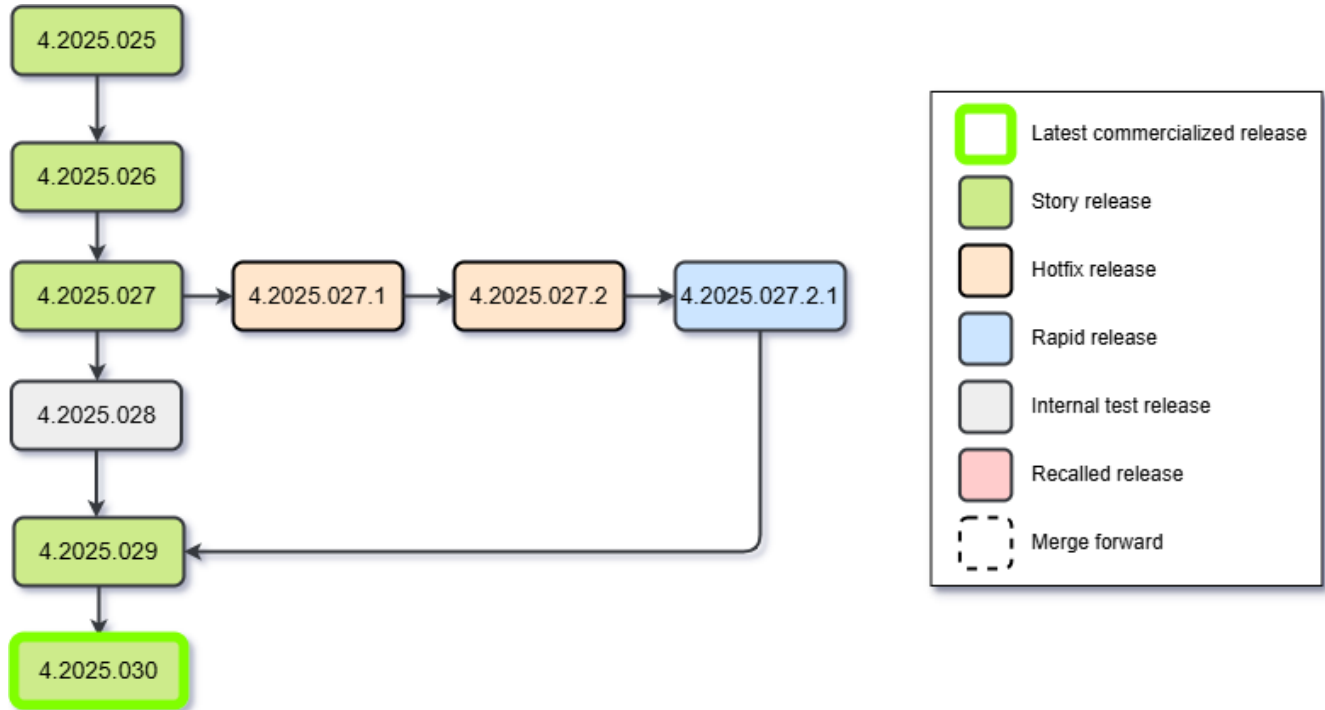 4.2025.025
4.2025.026
4.2025.027
4.2025.027.1
4.2025.027.2
4.2025.027.2.1
4.2025.028
4.2025.029
4.2025.030
Latest commercialized release
Story release
Hotfix release
Rapid release
Internal test release
Recalled release
Merge forward